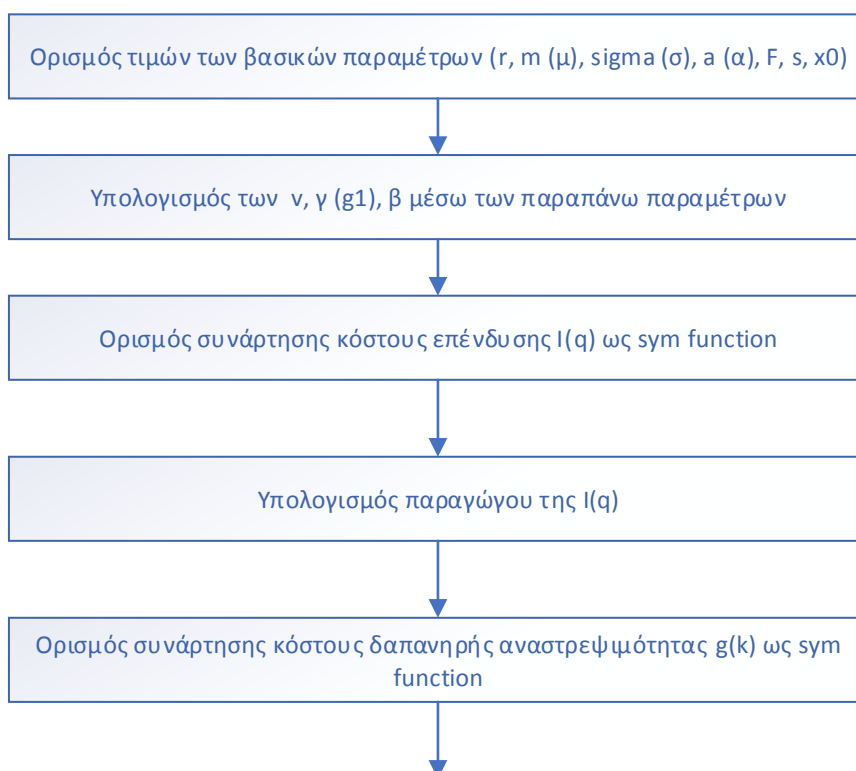 Ορισμός τιμών των βασικών παραμέτρων (r, m (μ), sigma (σ), a (α), F, s, x0)
Υπολογισμός των v, γ (g1), β μέσω των παραπάνω παραμέτρων
Ορισμός συνάρτησης κόστους επένδυσης I(q) ως sym function
Υπολογισμός παραγώγου της I(q)
Ορισμός συνάρτησης κόστους δαπανηρής αναστρεψιμότητας g(k) ως sym
function